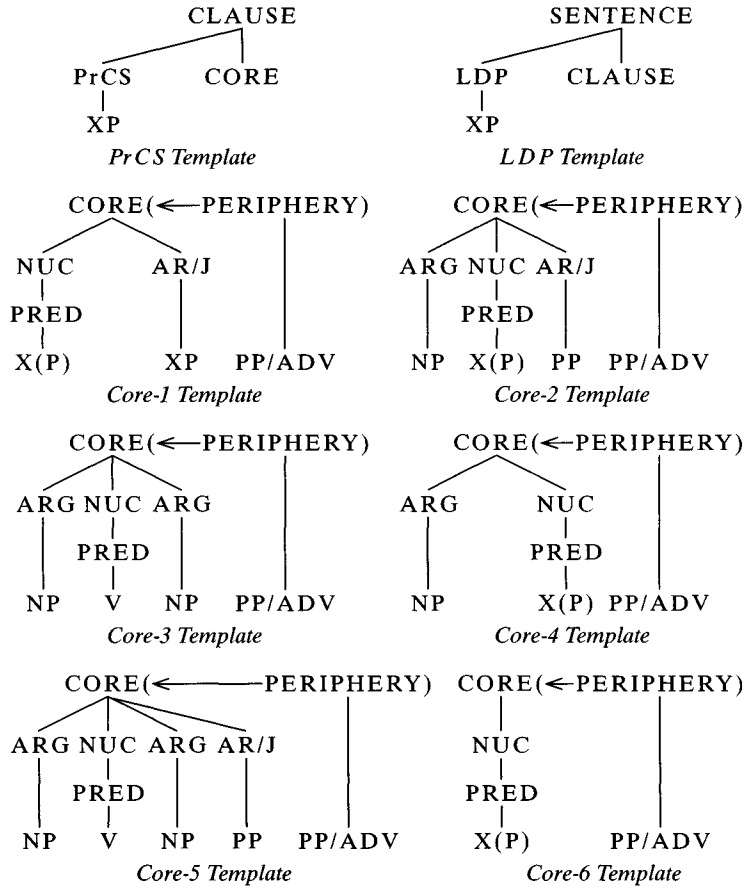 CLAUSE SENTENCE
PrCS CORE LDP CLAUSE
XP XP
PrCS Template LDP Template
CORE(←PERIPHERY) CORE(←PERIPHERY)
NUC AR/J ARG NUC AR/J
PRED PRED
X(P) XP PP/ADV NP X(P) PP PP/ADV
Core-1 Template Core-2 Template
CORE(←PERIPHERY) CORE(←PERIPHERY)
ARG NUC ARG ARG NUC
PRED PRED
NP V NP PP/ADV NP X(P) PP/ADV
Core-3 Template Core-4 Template
CORE(←PERIPHERY) CORE(←PERIPHERY)
ARG NUC ARG AR/J NUC
PRED PRED
NP V NP PP PP/ADV X(P) PP/ADV
Core-5 Template Core-6 Template